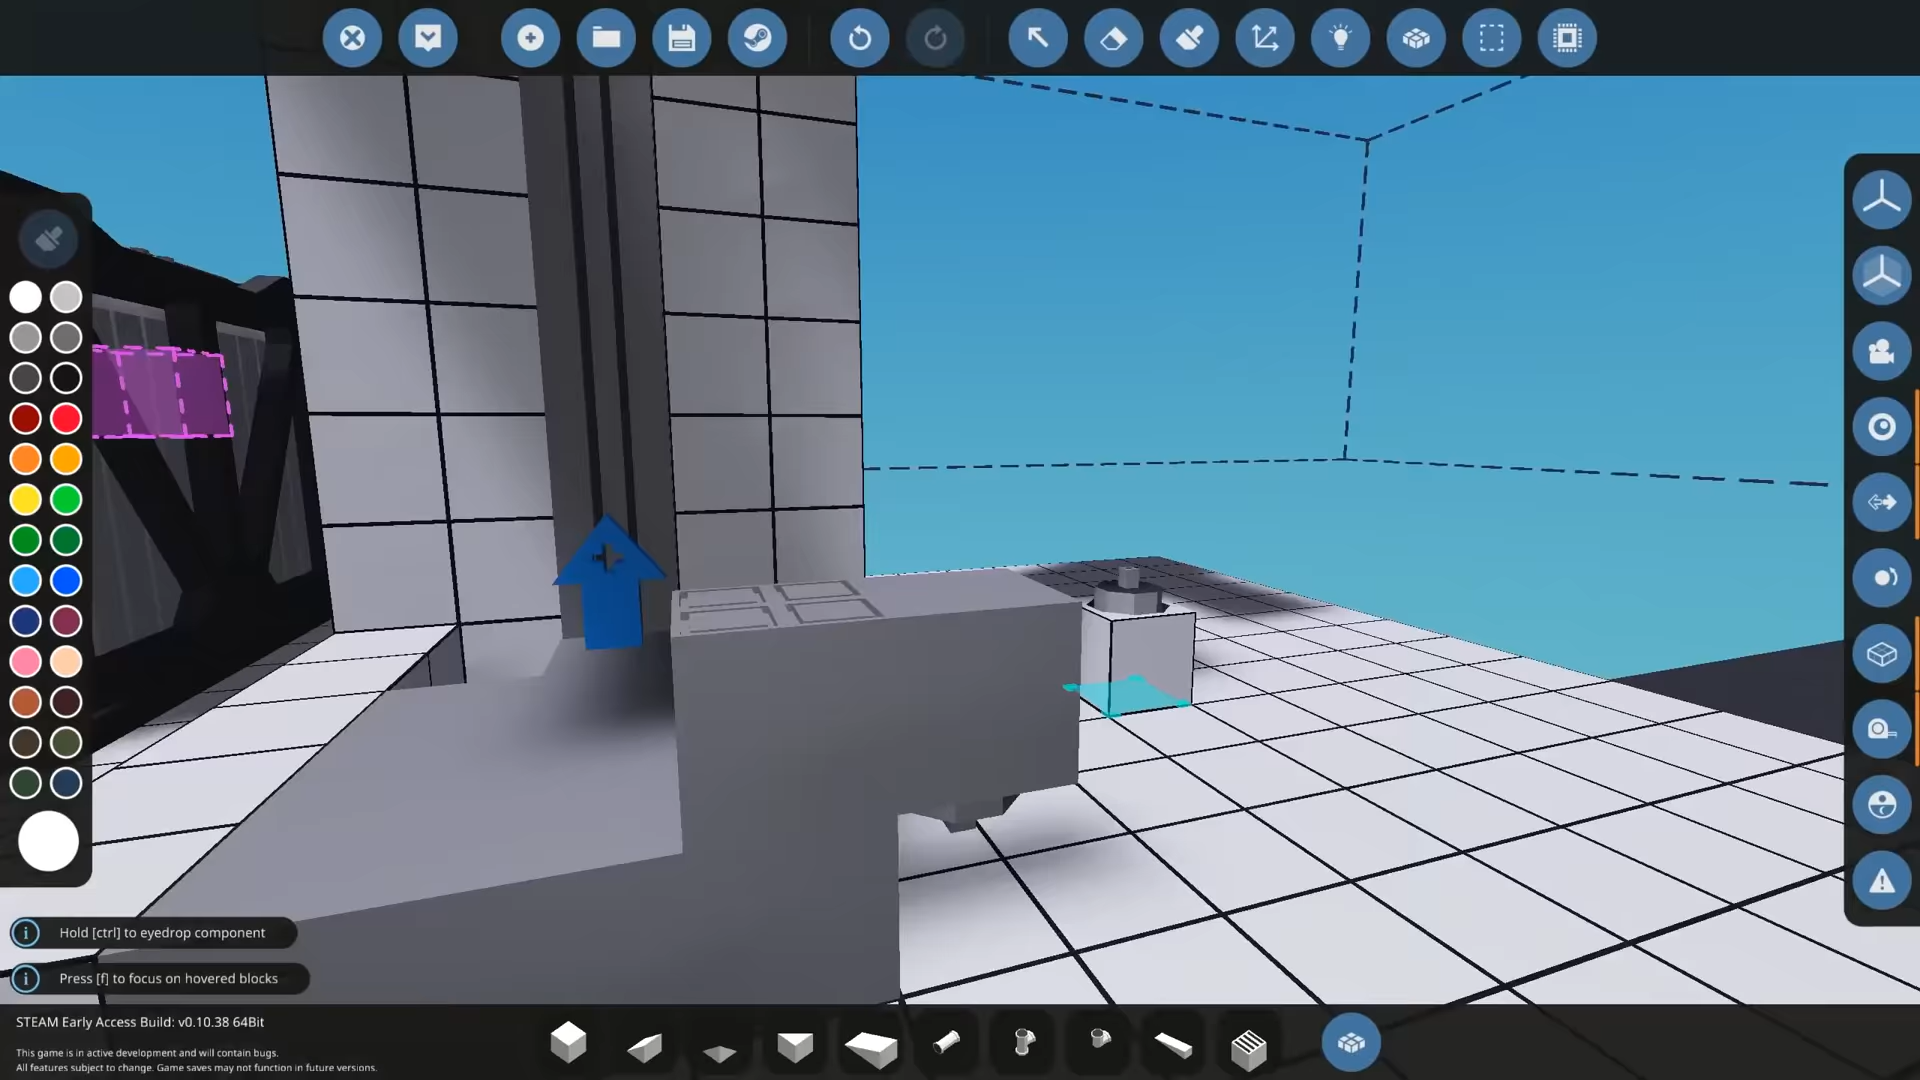 Hold [ctrl] to eyedrop component
Press [f] to focus on hovered blocks
STEAM Early Access Build: v0.10.38 64Bit
This game is in active development and will contain bugs.
All features subject to change. Game saves may not function in future versions.